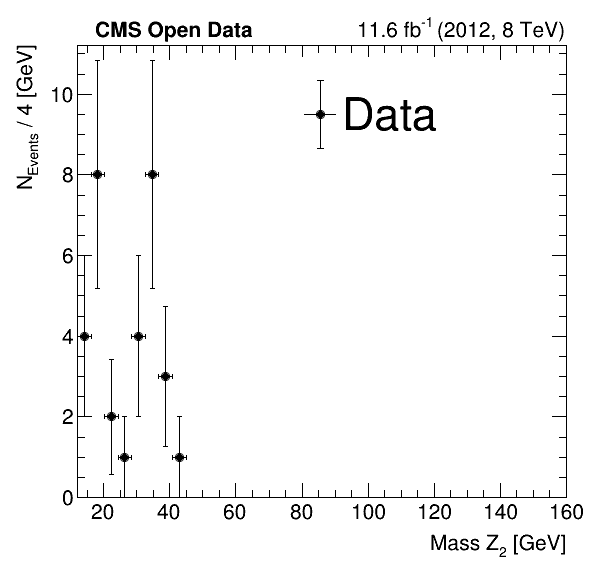 CMS Open Data 11.6 fb⁻¹ (2012, 8 TeV)
N_Events / 4 [GeV]
Data
10
8
6
4
2
0
20 40 60 80 100 120 140 160
Mass Z₂ [GeV]